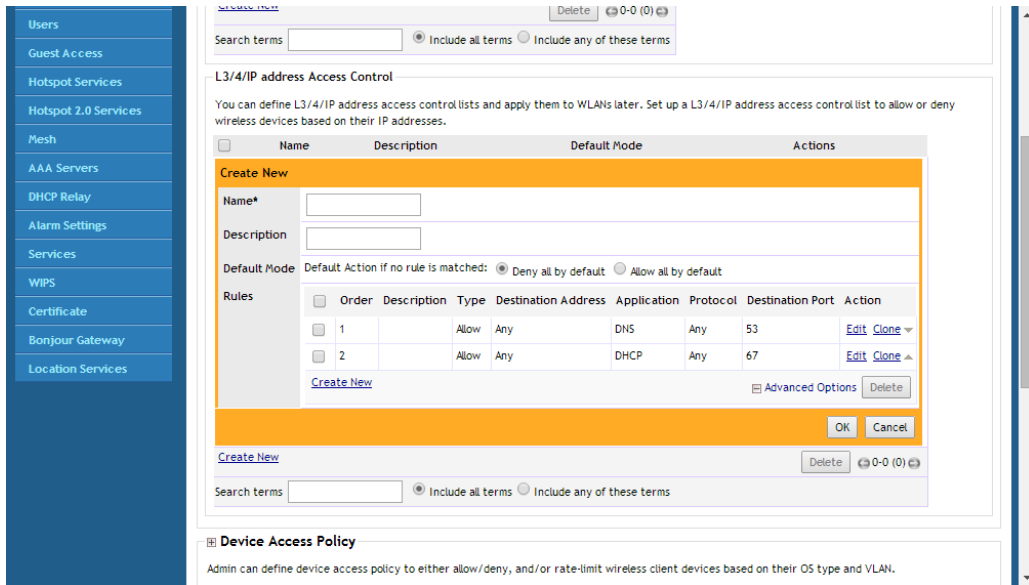 Users
Guest Access
Hotspot Services
Hotspot 2.0 Services
Mesh
AAA Servers
DHCP Relay
Alarm Settings
Services
WIPS
Certificate
Bonjour Gateway
Location Services
Create New
Delete 0-0 (0)
Search terms Include all terms Include any of these terms
L3/4/IP address Access Control
You can define L3/4/IP address access control lists and apply them to WLANs later. Set up a L3/4/IP address access control list to allow or deny
wireless devices based on their IP addresses.
Name Description Default Mode Actions
Create New
Name*
Description
Default Mode Default Action if no rule is matched: Deny all by default Allow all by default
Rules
Order Description Type Destination Address Application Protocol Destination Port Action
1 Allow Any DNS Any 53 Edit Clone
2 Allow Any DHCP Any 67 Edit Clone
Create New Advanced Options Delete
OK Cancel
Create New Delete 0-0 (0)
Search terms Include all terms Include any of these terms
Device Access Policy
Admin can define device access policy to either allow/deny, and/or rate-limit wireless client devices based on their OS type and VLAN.